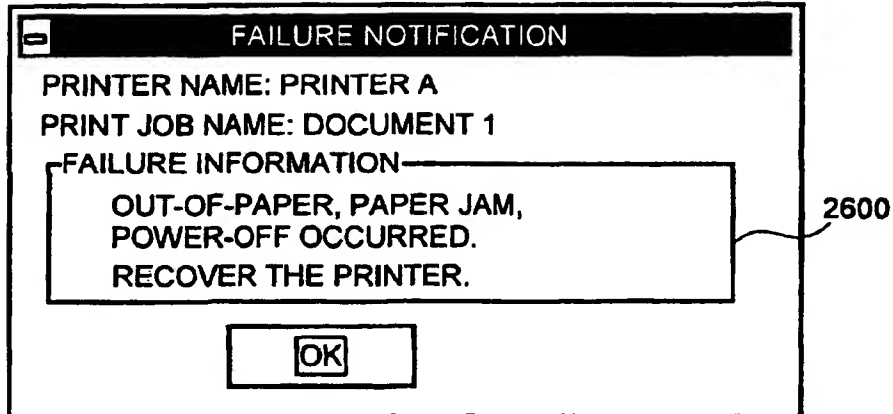 FAILURE NOTIFICATION
PRINTER NAME: PRINTER A
PRINT JOB NAME: DOCUMENT 1
FAILURE INFORMATION
OUT-OF-PAPER, PAPER JAM,
POWER-OFF OCCURRED.
RECOVER THE PRINTER.
2600
OK